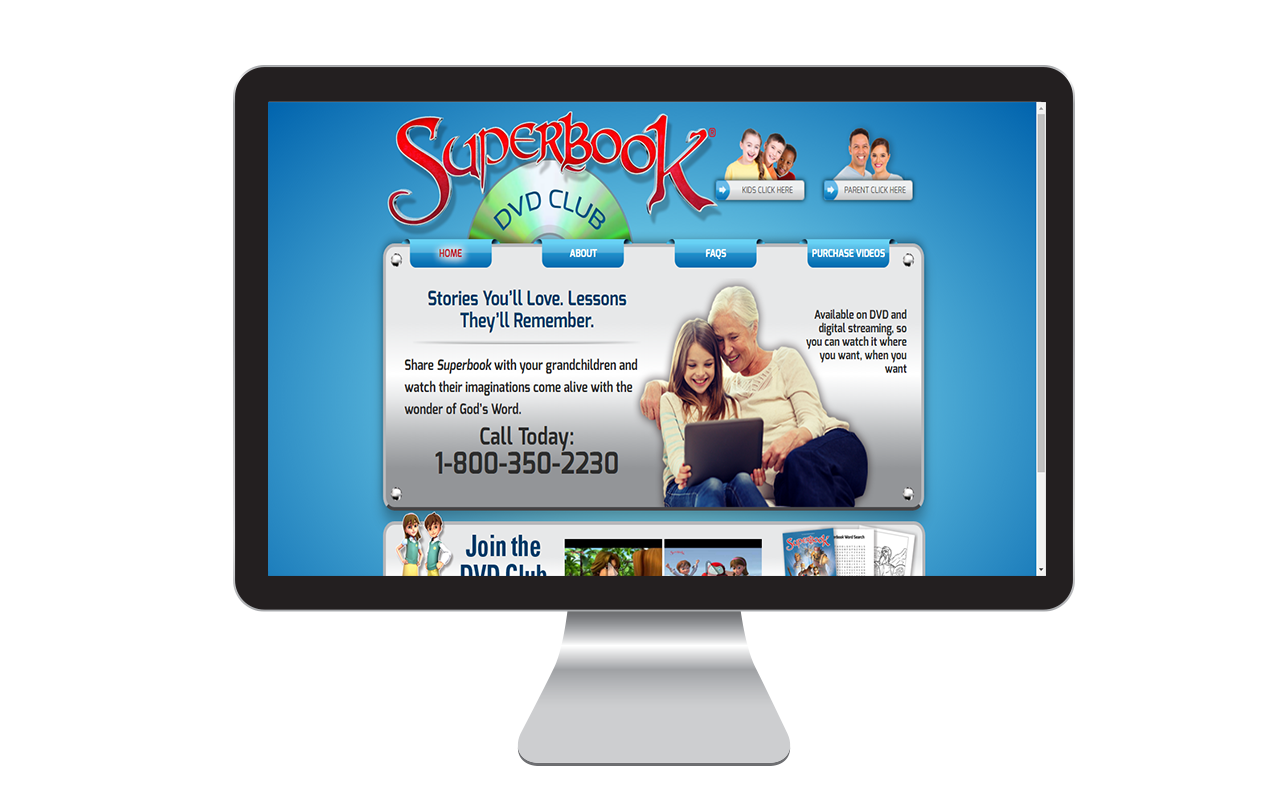 SUPERBOOK®
DVD CLUB
KIDS CLICK HERE
PARENT CLICK HERE
HOME
ABOUT
FAQS
PURCHASE VIDEOS
Stories You'll Love. Lessons
They'll Remember.
Share Superbook with your grandchildren and
watch their imaginations come alive with the
wonder of God's Word.
Call Today:
1-800-350-2230
Available on DVD and
digital streaming, so
you can watch it where
you want, when you
want
Join the
DVD Club
SUPERBOOK
Word Search